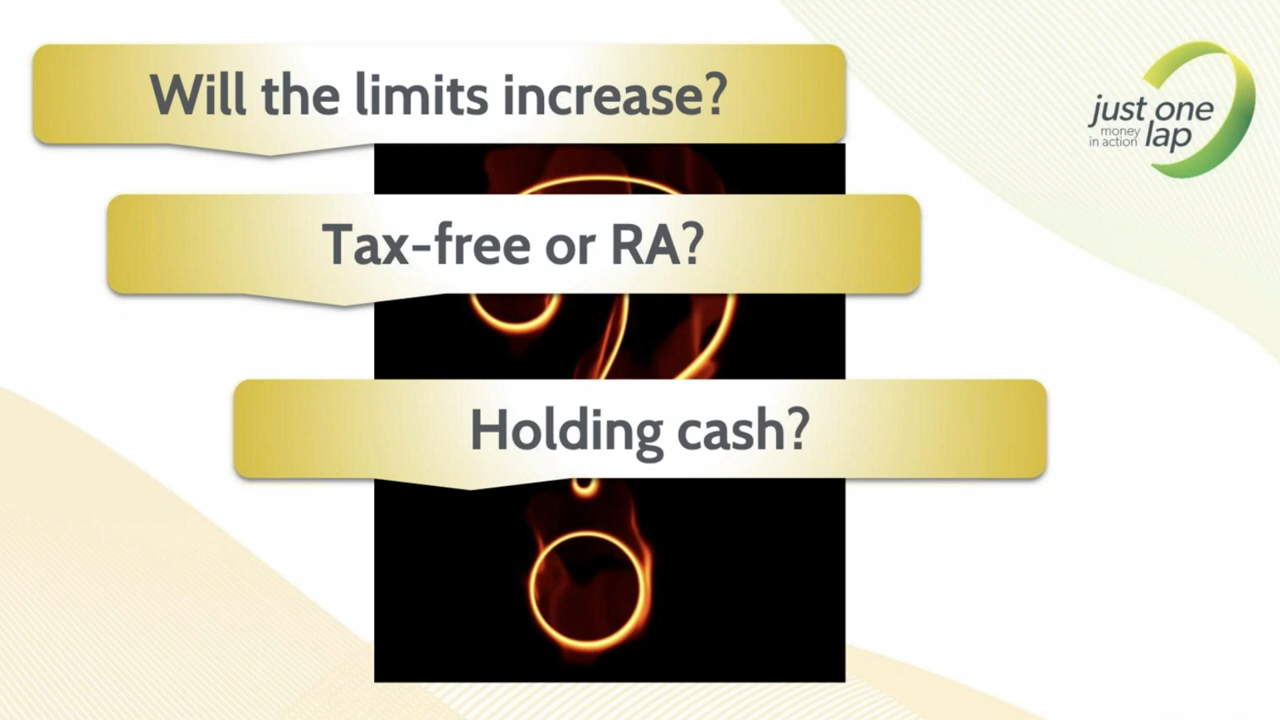 Will the limits increase?
just one
money
in action lap
Tax-free or RA?
Holding cash?